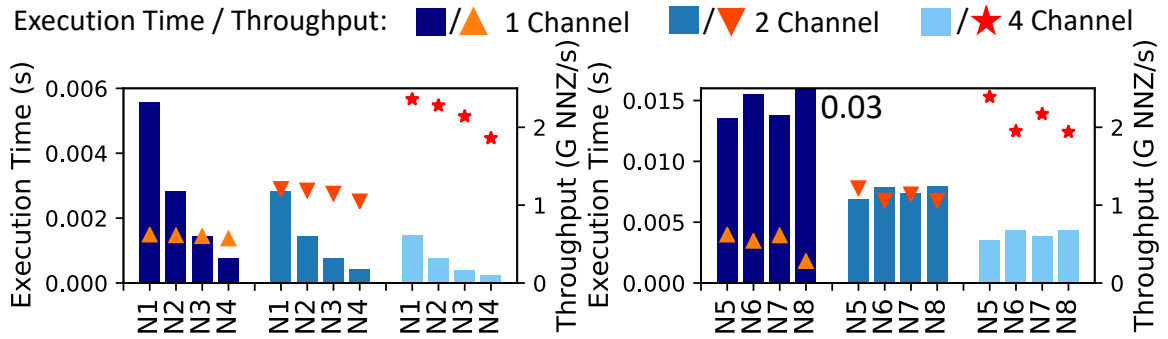 Execution Time / Throughput: / 1 Channel / 2 Channel / 4 Channel
Execution Time (s)
0.006
0.004
0.002
0.000
N1 N2 N3 N4 N1 N2 N3 N4 N1 N2 N3 N4
2
1
0
Throughput (G NNZ/s)
Execution Time (s)
0.015
0.010
0.005
0.000
0.03
N5 N6 N7 N8 N5 N6 N7 N8 N5 N6 N7 N8
2
1
0
Throughput (G NNZ/s)